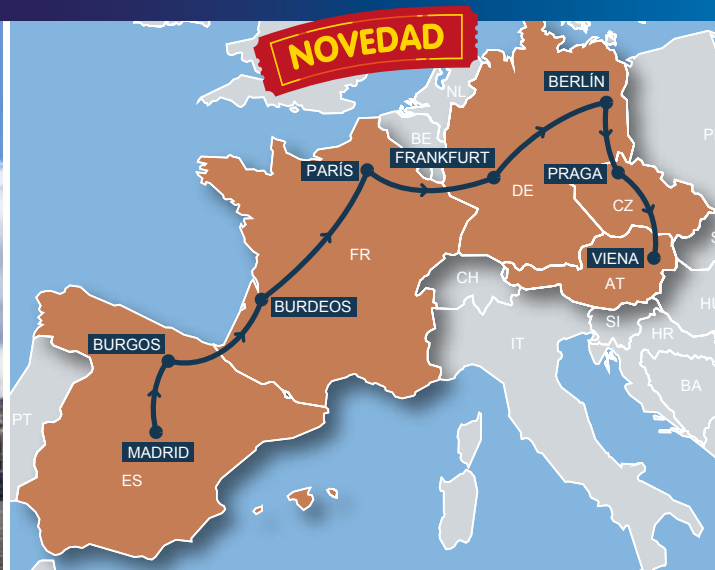 NOVEDAD
BERLÍN
NL
BE
FRANKFURT
PARÍS
PRAGA
DE
CZ
FR
VIENA
CH
AT
BURDEOS
SI
HR
BURGOS
IT
BA
PT
MADRID
ES